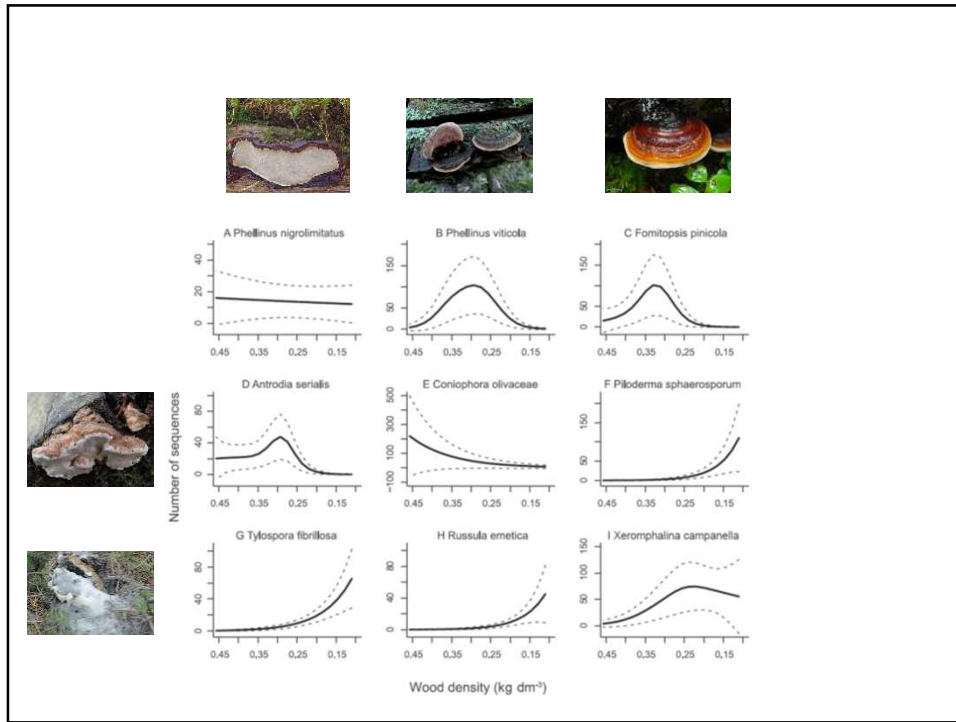 A Phellinus nigrolimitatus
B Phellinus viticola
C Fomitopsis pinicola
0 20 40
0 50 150
0 50 150
0,45 0,35 0,25 0,15
0,45 0,35 0,25 0,15
0,45 0,35 0,25 0,15
Number of sequences
D Antrodia serialis
E Coniophora olivaceae
F Piloderma sphaerosporum
0 40 80
-100 100 300 500
0 50 150
0,45 0,35 0,25 0,15
0,45 0,35 0,25 0,15
0,45 0,35 0,25 0,15
G Tylospora fibrillosa
H Russula emetica
I Xeromphalina campanella
0 40 80
0 40 80
0 50 100 150
0,45 0,35 0,25 0,15
0,45 0,35 0,25 0,15
0,45 0,35 0,25 0,15
Wood density (kg dm⁻³)